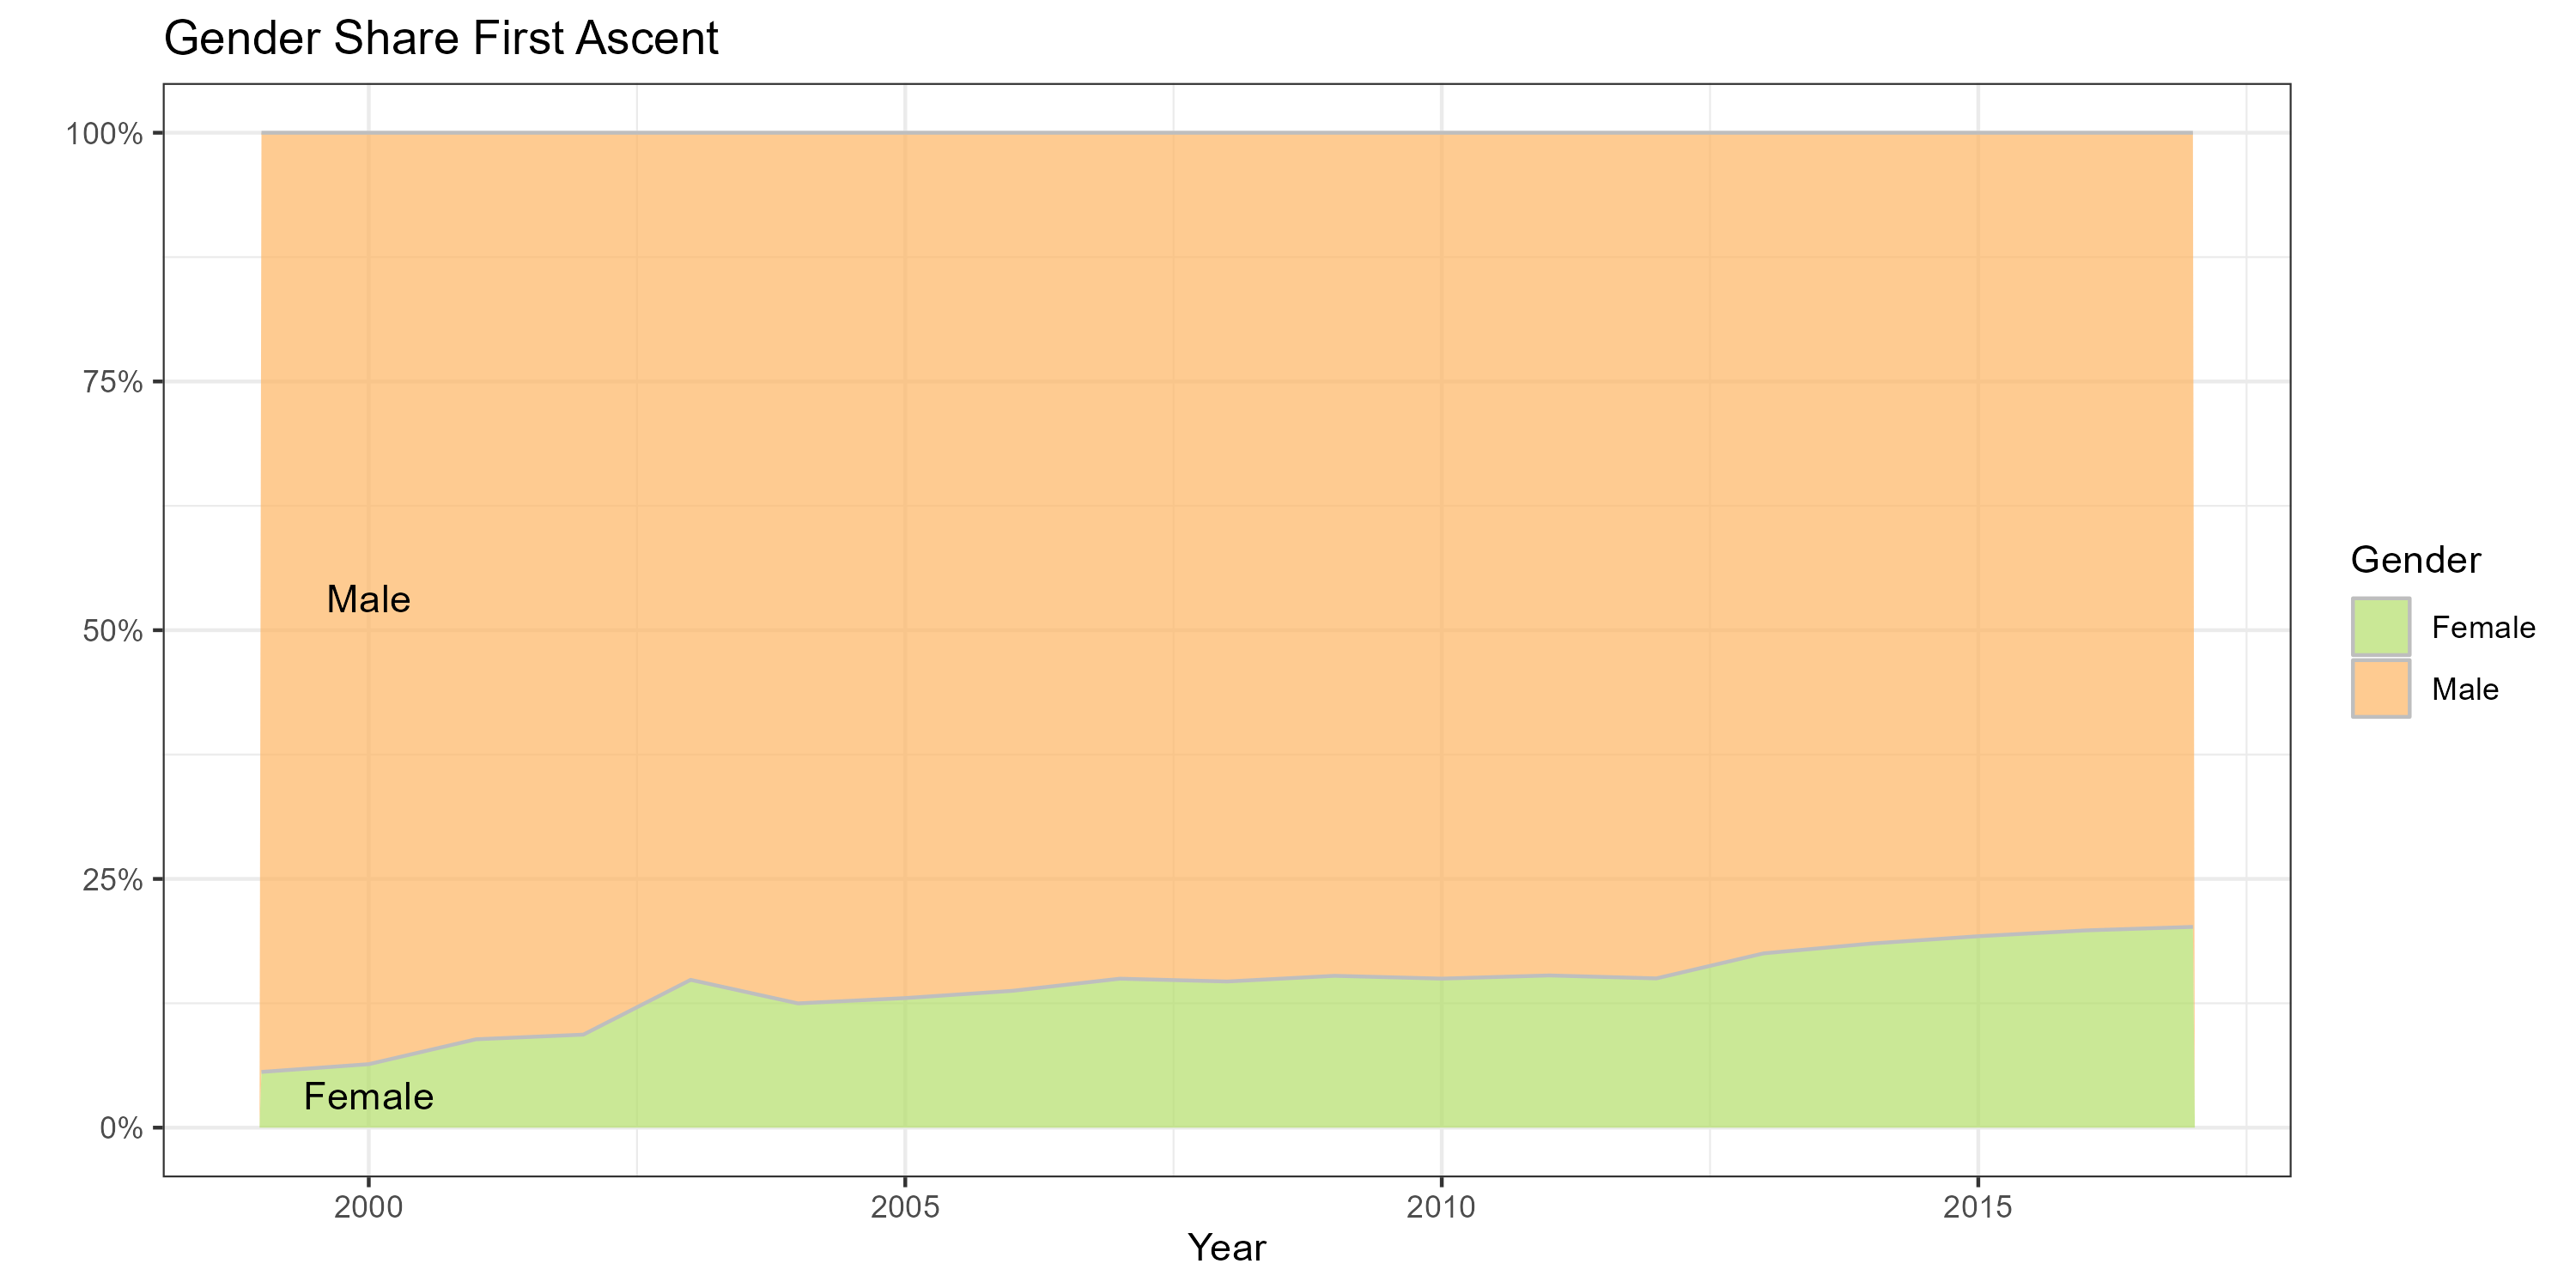 Gender Share First Ascent
100%
75%
50%
25%
0%
Male
Female
2000
2005
2010
2015
Year
Gender
Female
Male